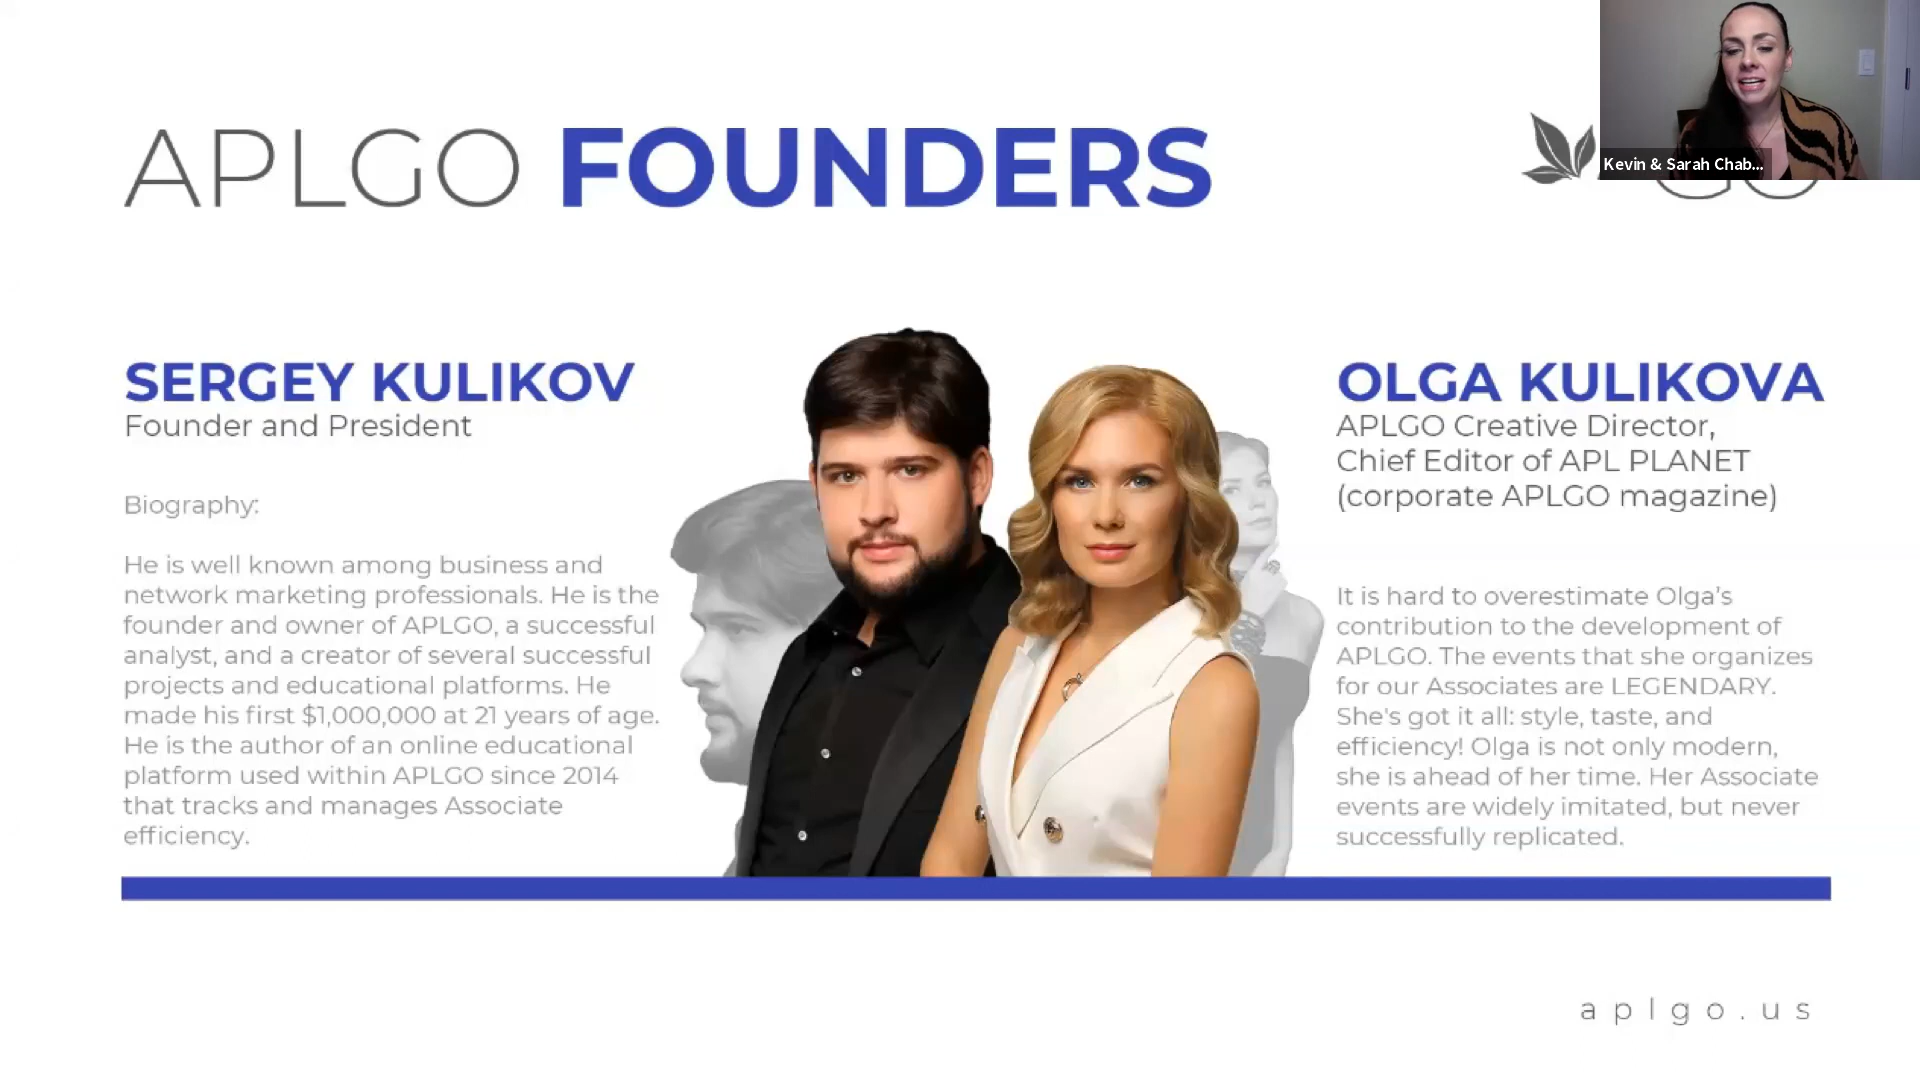 APLGO FOUNDERS
GO
Kevin & Sarah Chab...
SERGEY KULIKOV
Founder and President
Biography:
He is well known among business and
network marketing professionals. He is the
founder and owner of APLGO, a successful
analyst, and a creator of several successful
projects and educational platforms. He
made his first $1,000,000 at 21 years of age.
He is the author of an online educational
platform used within APLGO since 2014
that tracks and manages Associate
efficiency.
OLGA KULIKOVA
APLGO Creative Director,
Chief Editor of APL PLANET
(corporate APLGO magazine)
It is hard to overestimate Olga's
contribution to the development of
APLGO. The events that she organizes
for our Associates are LEGENDARY.
She's got it all: style, taste, and
efficiency! Olga is not only modern,
she is ahead of her time. Her Associate
events are widely imitated, but never
successfully replicated.
aplgo.us